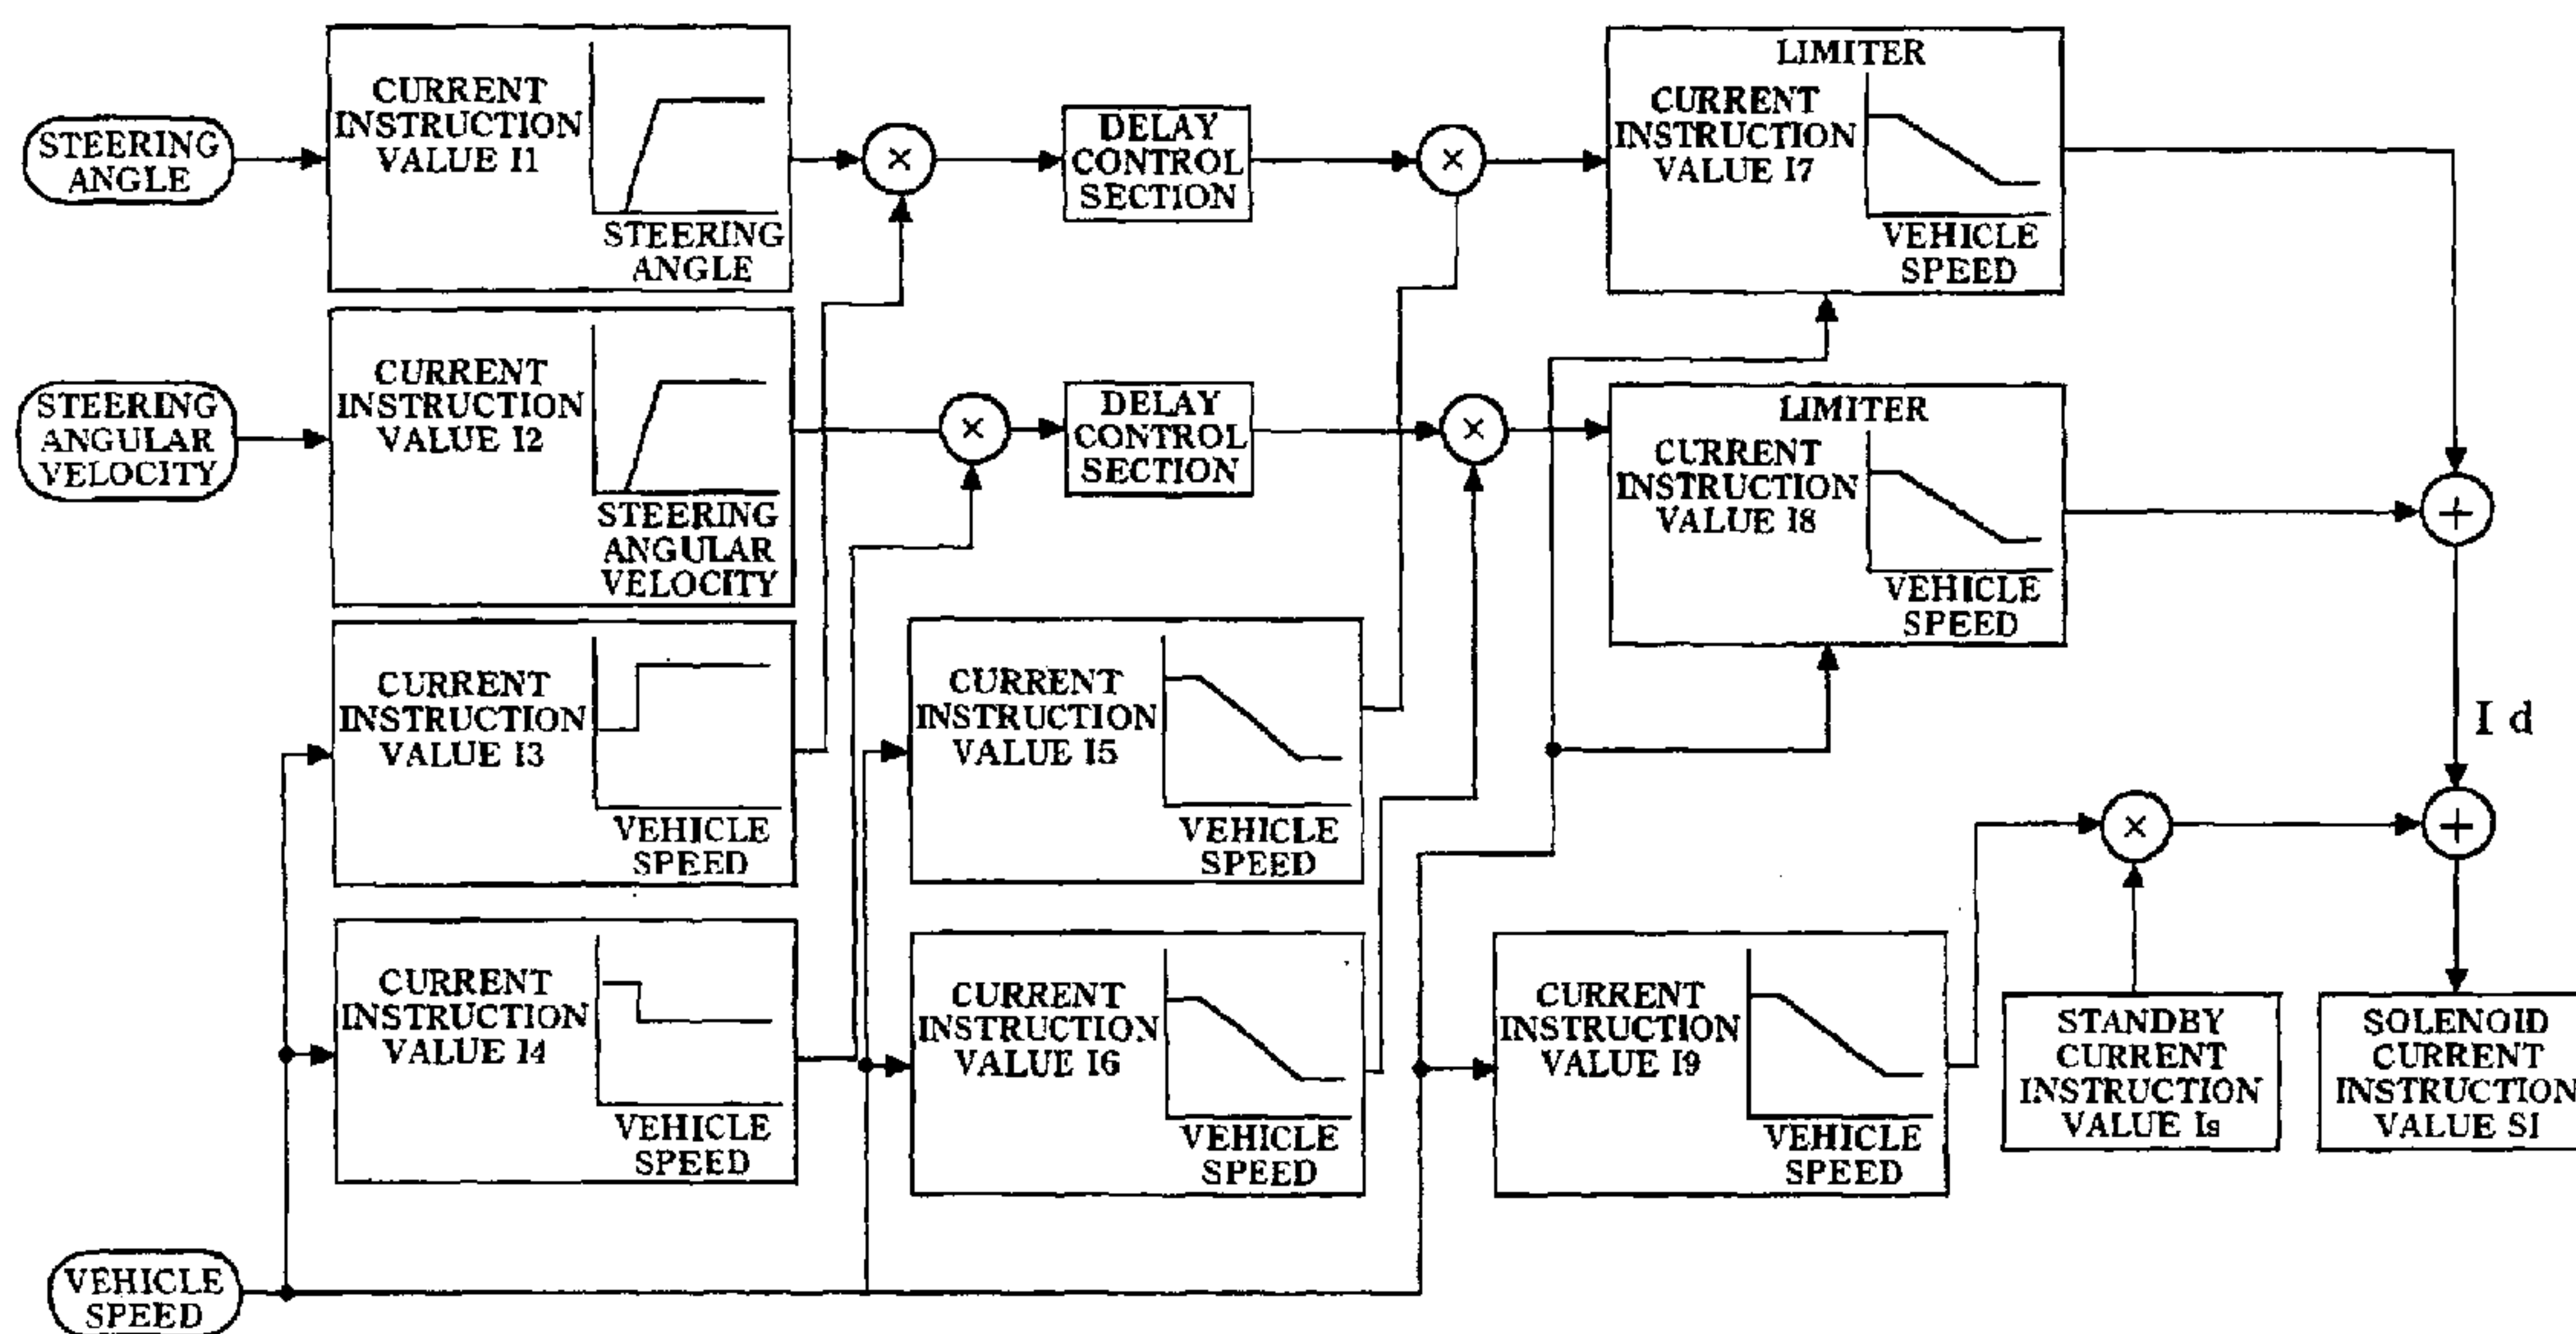 STEERING
ANGLE
CURRENT
INSTRUCTION
VALUE I1
STEERING
ANGLE
×
DELAY
CONTROL
SECTION
×
LIMITER
CURRENT
INSTRUCTION
VALUE I7
VEHICLE
SPEED
STEERING
ANGULAR
VELOCITY
CURRENT
INSTRUCTION
VALUE I2
STEERING
ANGULAR
VELOCITY
×
DELAY
CONTROL
SECTION
×
LIMITER
CURRENT
INSTRUCTION
VALUE I8
VEHICLE
SPEED
+
CURRENT
INSTRUCTION
VALUE I3
VEHICLE
SPEED
CURRENT
INSTRUCTION
VALUE I5
VEHICLE
SPEED
I d
×
+
CURRENT
INSTRUCTION
VALUE I4
VEHICLE
SPEED
CURRENT
INSTRUCTION
VALUE I6
VEHICLE
SPEED
CURRENT
INSTRUCTION
VALUE I9
VEHICLE
SPEED
STANDBY
CURRENT
INSTRUCTION
VALUE Is
SOLENOID
CURRENT
INSTRUCTION
VALUE SI
VEHICLE
SPEED